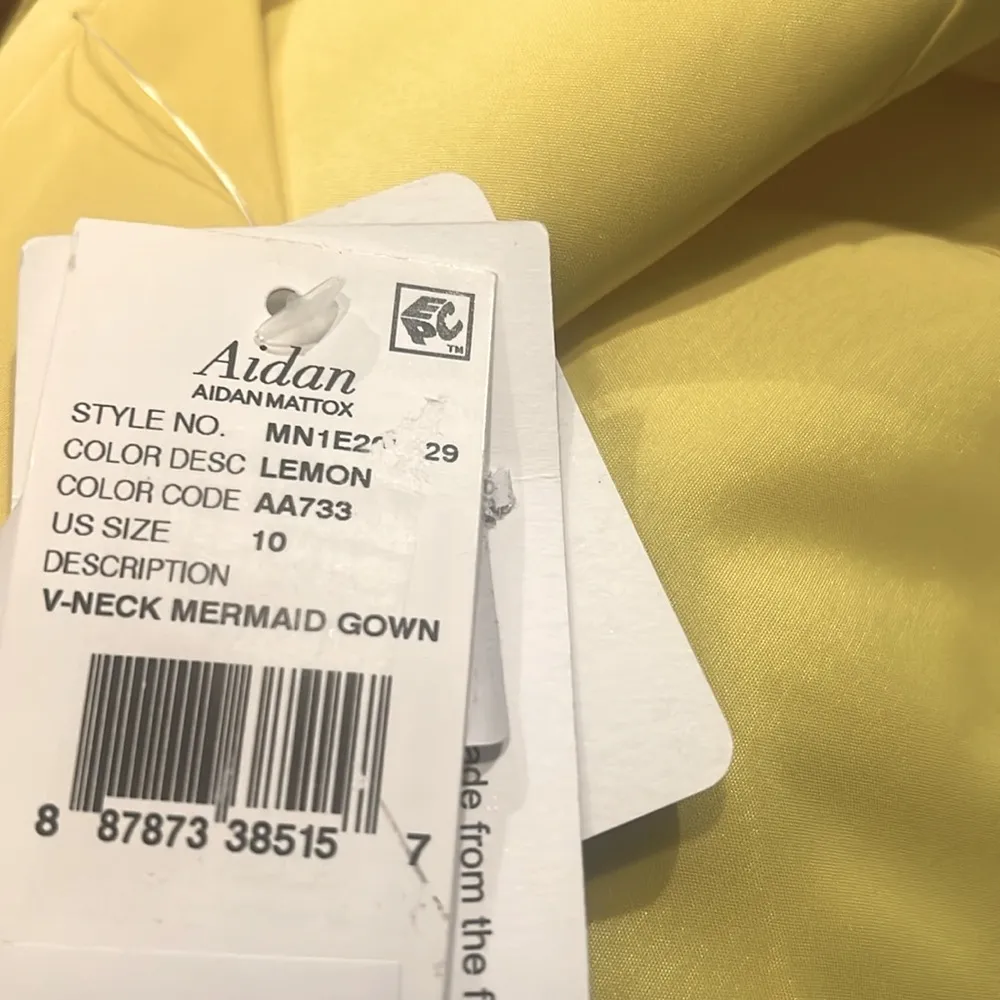 EPC
TM
Aidan
AIDAN MATTOX
STYLE NO. MN1E2 29
COLOR DESC LEMON
COLOR CODE AA733
US SIZE 10
DESCRIPTION
V-NECK MERMAID GOWN
8 87873 38515 7
ade from the f